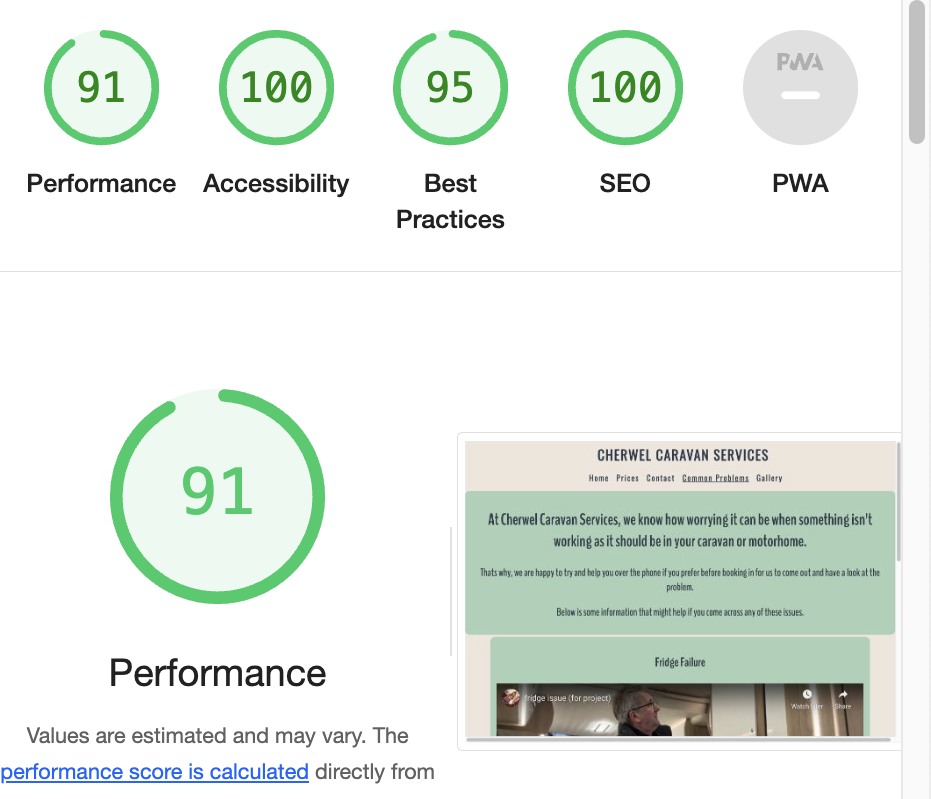 91
100
95
100
PWA
Performance
Accessibility
Best
Practices
SEO
PWA
91
Performance
Values are estimated and may vary. The
performance score is calculated directly from
CHERWEL CARAVAN SERVICES
Home Prices Contact Common Problems Gallery
At Cherwel Caravan Services, we know how worrying it can be when something isn't
working as it should be in your caravan or motorhome.
Thats why, we are happy to try and help you over the phone if you prefer before booking in for us to come out and have a look at the
problem.
Below is some information that might help if you come across any of these issues.
Fridge Failure
fridge issue (for project)
Watch later
Share